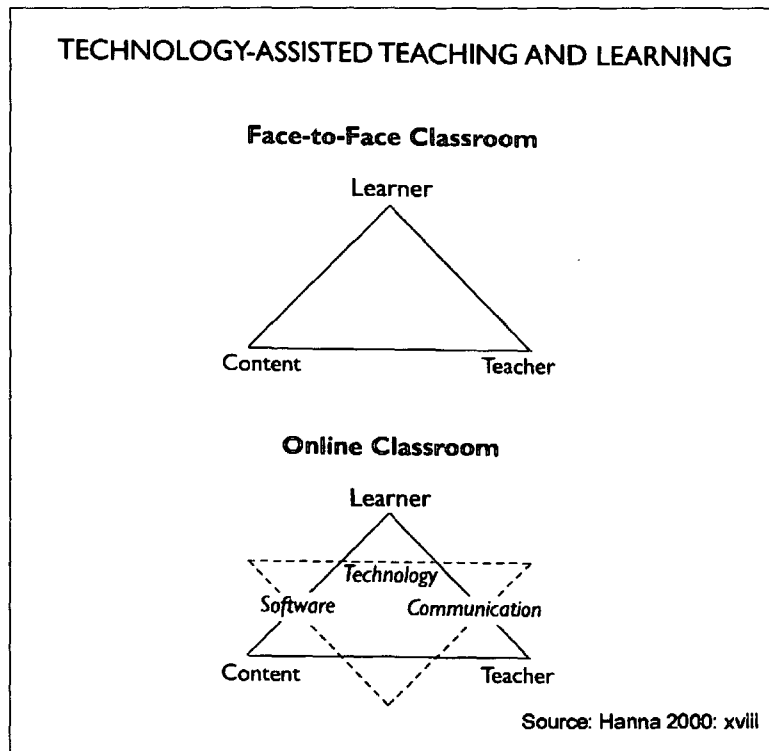 TECHNOLOGY-ASSISTED TEACHING AND LEARNING
Face-to-Face Classroom
Learner
Content Teacher
Online Classroom
Learner
Technology
Software Communication
Content Teacher
Source: Hanna 2000: xviii